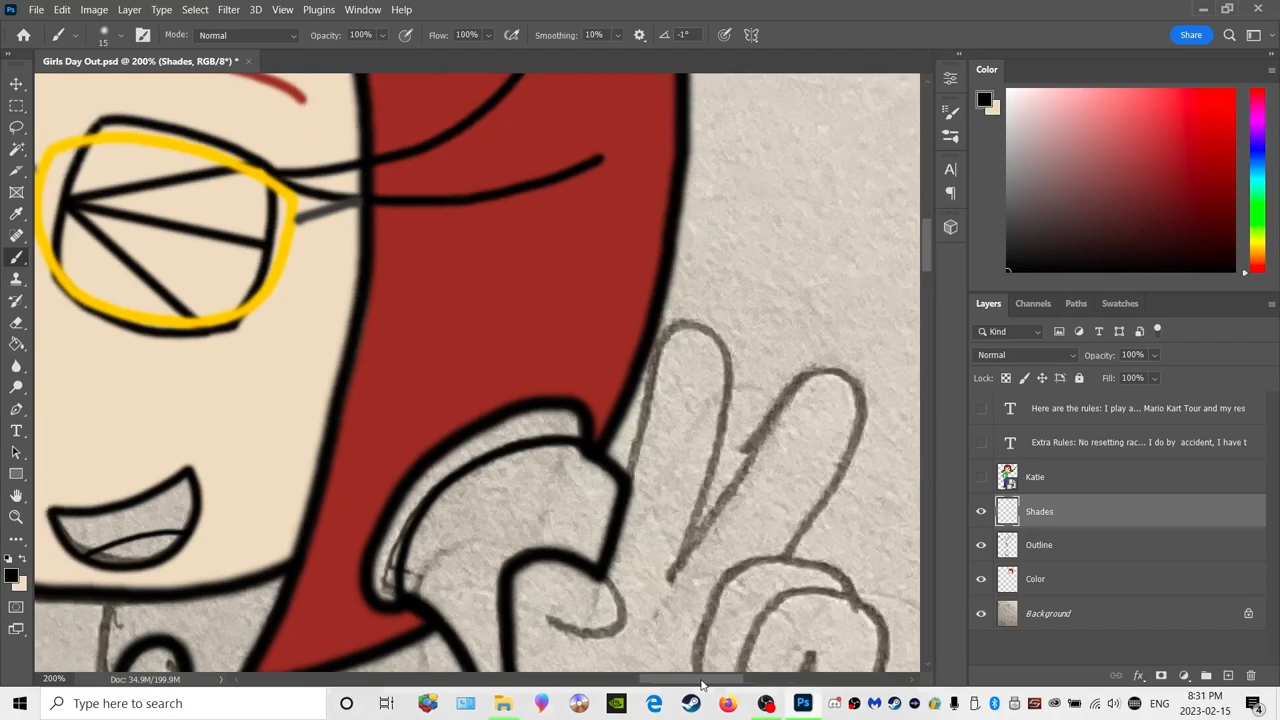 File Edit Image Layer Type Select Filter 3D View Plugins Window Help
15 Mode: Normal Opacity: 100% Flow: 100% Smoothing: 10% -1° Share
Girls Day Out.psd @ 200% (Shades, RGB/8*) *
Color
Layers Channels Paths Swatches
Kind
Normal Opacity: 100%
Lock: Fill: 100%
Here are the rules: I play a... Mario Kart Tour and my res
Extra Rules: No resetting rac... I do by accident, I have t
Katie
Shades
Outline
Color
Background
200% Doc: 34.9M/199.9M
Type here to search
ENG 8:31 PM
2023-02-15
4